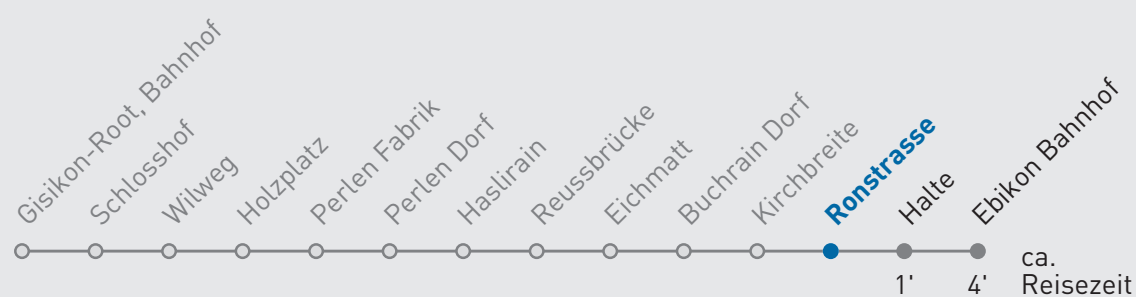 Gisikon-Root, Bahnhof
Schlosshof
Wilweg
Holzplatz
Perlen Fabrik
Perlen Dorf
Haslirain
Reussbrücke
Eichmatt
Buchrain Dorf
Kirchbreite
Ronstrasse
Halte
Ebikon Bahnhof
ca.
1' 4' Reisezeit